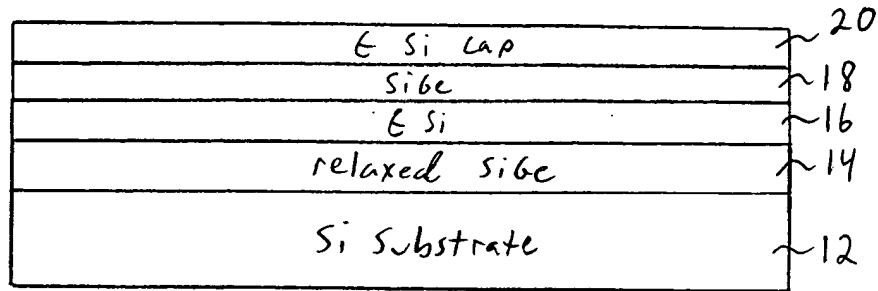 ε Si cap 20
SiGe 18
ε Si 16
relaxed SiGe 14
Si Substrate 12